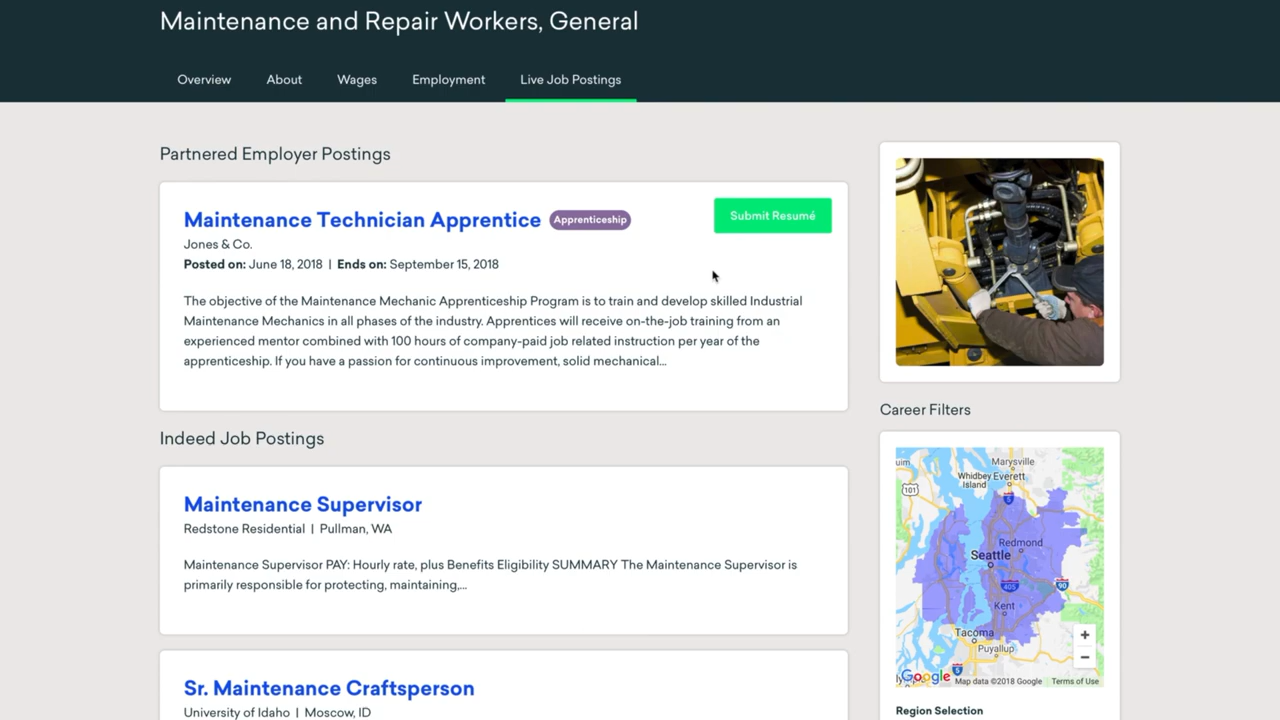 Maintenance and Repair Workers, General
Overview About Wages Employment Live Job Postings
Partnered Employer Postings
Maintenance Technician Apprentice Apprenticeship Submit Resumé
Jones & Co.
Posted on: June 18, 2018 | Ends on: September 15, 2018
The objective of the Maintenance Mechanic Apprenticeship Program is to train and develop skilled Industrial
Maintenance Mechanics in all phases of the industry. Apprentices will receive on-the-job training from an
experienced mentor combined with 100 hours of company-paid job related instruction per year of the
apprenticeship. If you have a passion for continuous improvement, solid mechanical...
Indeed Job Postings
Maintenance Supervisor
Redstone Residential | Pullman, WA
Maintenance Supervisor PAY: Hourly rate, plus Benefits Eligibility SUMMARY The Maintenance Supervisor is
primarily responsible for protecting, maintaining,...
Sr. Maintenance Craftsperson
University of Idaho | Moscow, ID
Career Filters
uim Marysville
Whidbey Everett
Island
101
5
Redmond
Seattle
405 90
Kent
Tacoma
Puyallup
+
−
5
Google Map data ©2018 Google Terms of Use
Region Selection